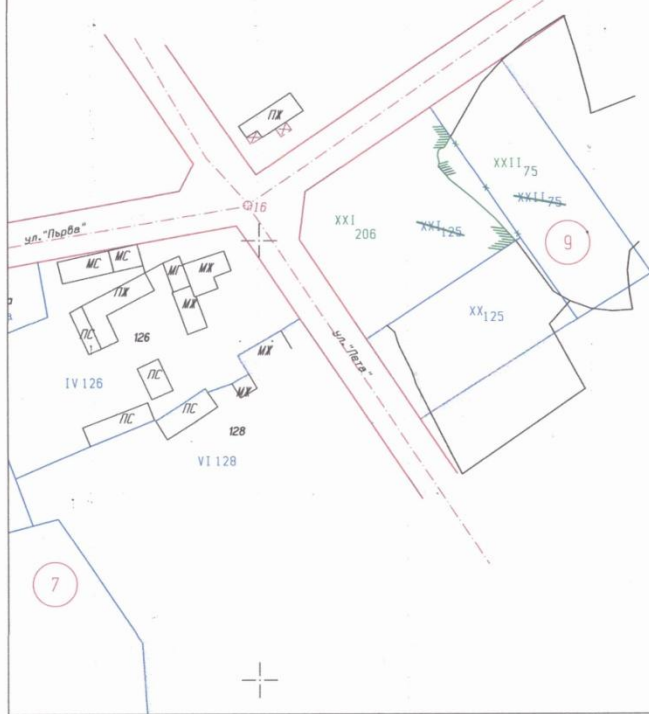 ПЖ
XXII 75
XXII 75
16
XXI 206
XXI 125
9
ул. "Първа"
МС
МС
МГ
МЖ
ПЖ
МЖ
XX 125
ПС
126
ул. "Пета"
МЖ
ПС
IV 126
МЖ
ПС
ПС
128
VI 128
7